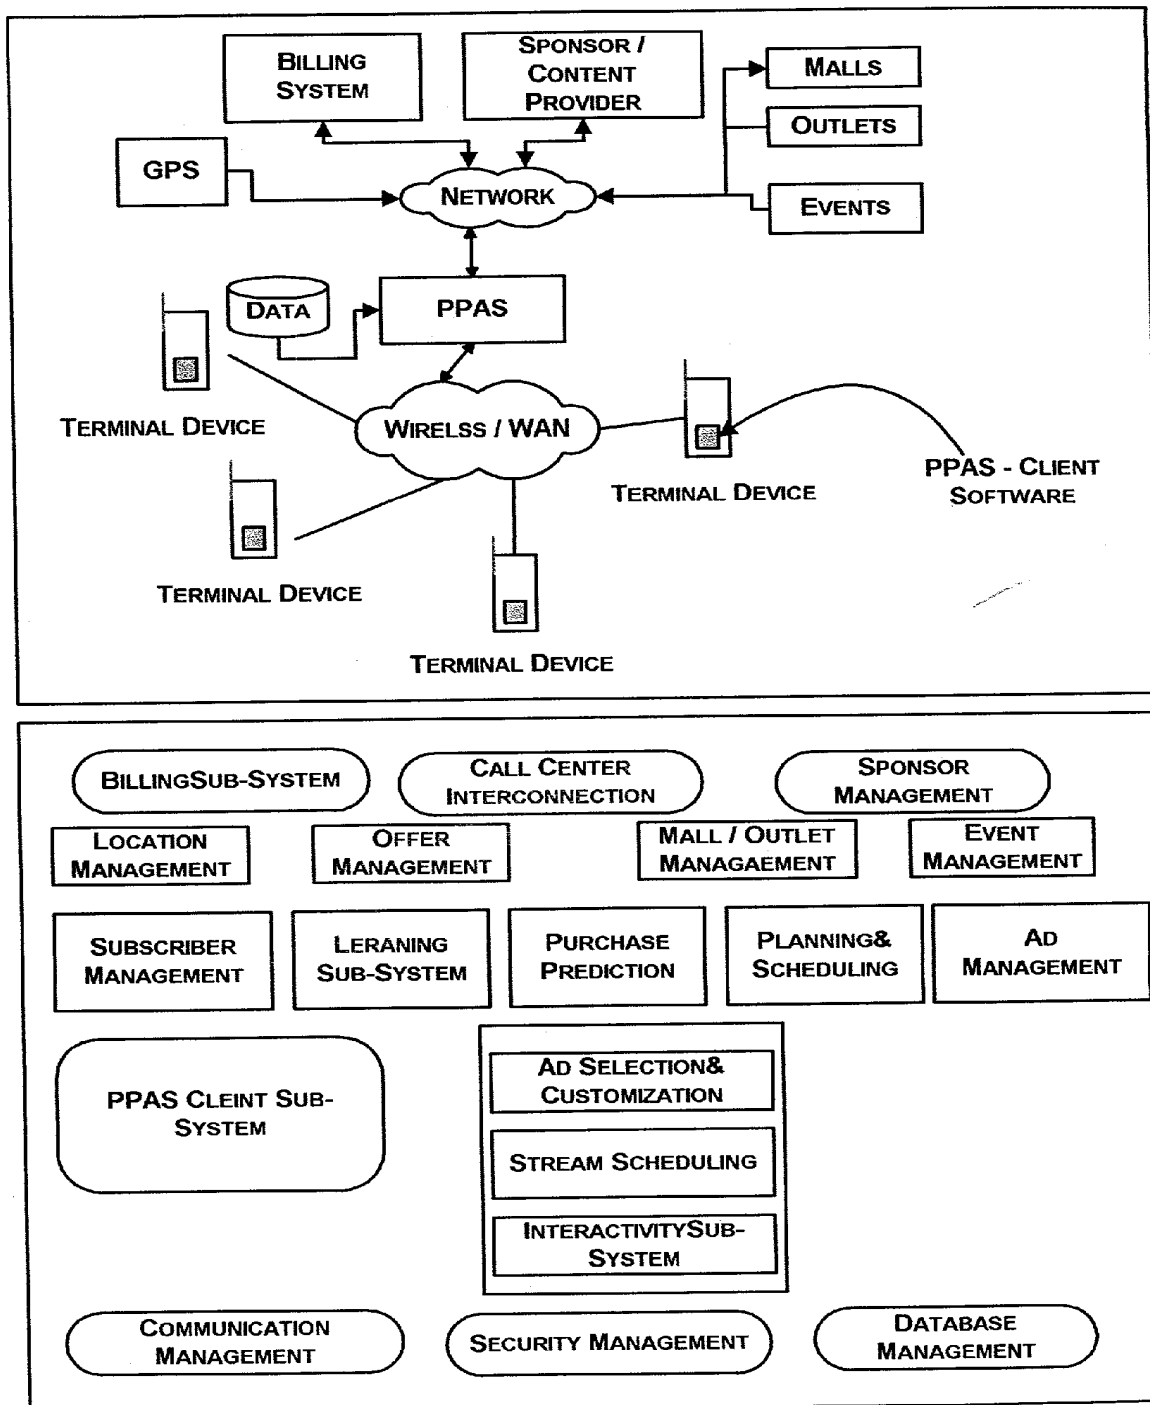 BILLING
SYSTEM
SPONSOR /
CONTENT
PROVIDER
MALLS
OUTLETS
EVENTS
GPS
NETWORK
DATA
PPAS
TERMINAL DEVICE
WIRELSS / WAN
TERMINAL DEVICE
PPAS - CLIENT
SOFTWARE
TERMINAL DEVICE
TERMINAL DEVICE
BILLINGSUB-SYSTEM
CALL CENTER
INTERCONNECTION
SPONSOR
MANAGEMENT
LOCATION
MANAGEMENT
OFFER
MANAGEMENT
MALL / OUTLET
MANAGAEMENT
EVENT
MANAGEMENT
SUBSCRIBER
MANAGEMENT
LERANING
SUB-SYSTEM
PURCHASE
PREDICTION
PLANNING&
SCHEDULING
AD
MANAGEMENT
PPAS CLEINT SUB-
SYSTEM
AD SELECTION&
CUSTOMIZATION
STREAM SCHEDULING
INTERACTIVITYSUB-
SYSTEM
COMMUNICATION
MANAGEMENT
SECURITY MANAGEMENT
DATABASE
MANAGEMENT